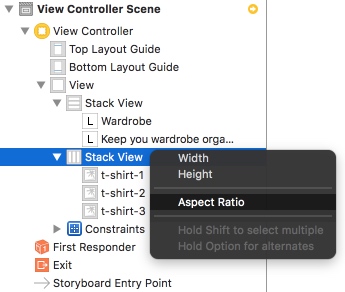 View Controller Scene
View Controller
Top Layout Guide
Bottom Layout Guide
View
Stack View
L Wardrobe
L Keep you wardrobe orga...
Stack View
Width
t-shirt-1
Height
t-shirt-2
Aspect Ratio
t-shirt-3
Hold Shift to select multiple
Constraints
Hold Option for alternates
First Responder
Exit
Storyboard Entry Point